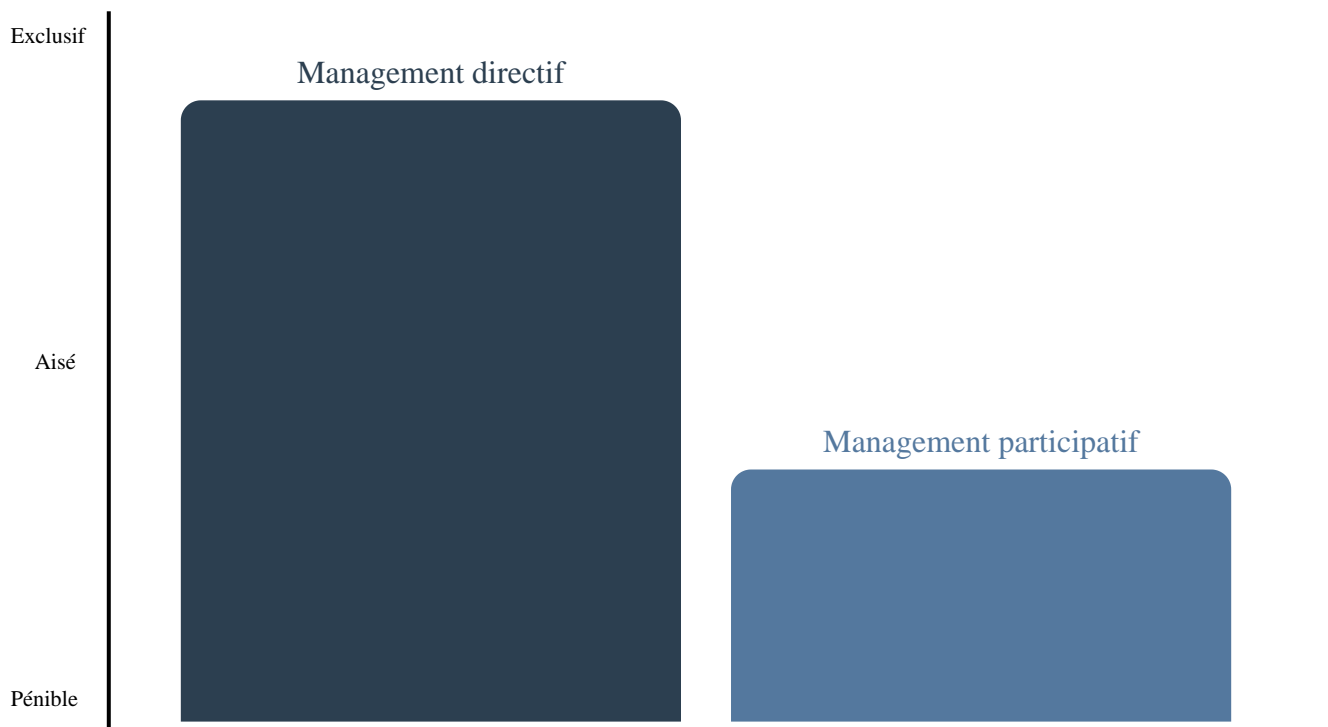 Exclusif
Management directif
Aisé
Management participatif
Pénible